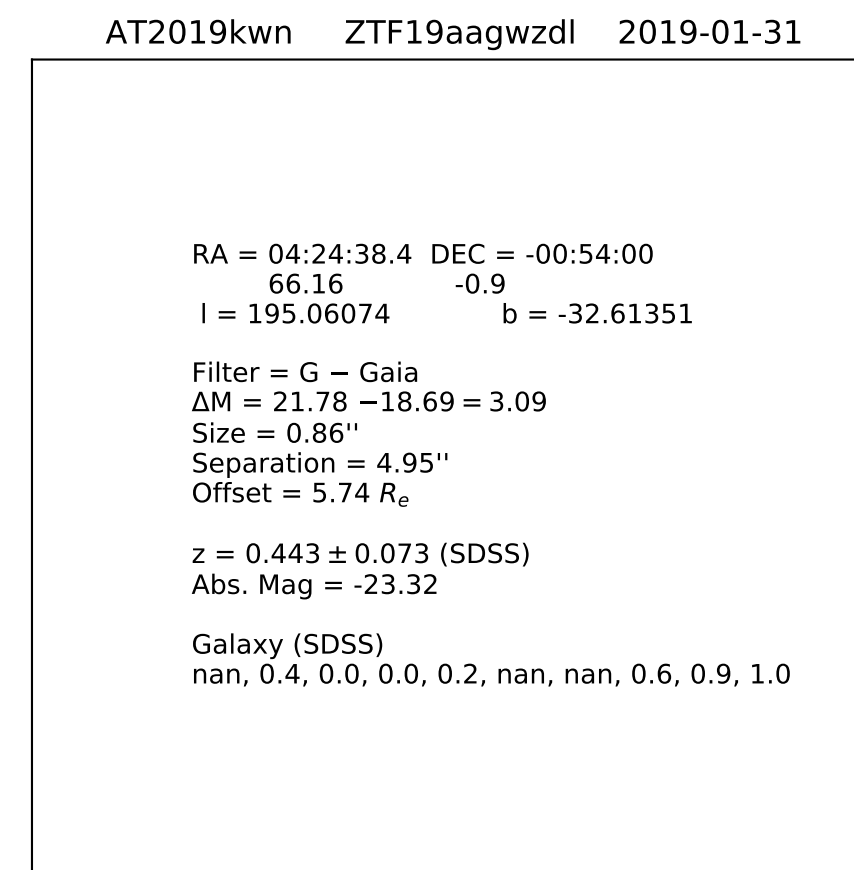 AT2019kwn ZTF19aagwzdl 2019-01-31
RA = 04:24:38.4 DEC = -00:54:00
66.16 -0.9
l = 195.06074 b = -32.61351
Filter = G − Gaia
ΔM = 21.78 −18.69 = 3.09
Size = 0.86''
Separation = 4.95''
Offset = 5.74 Rₑ
z = 0.443 ± 0.073 (SDSS)
Abs. Mag = -23.32
Galaxy (SDSS)
nan, 0.4, 0.0, 0.0, 0.2, nan, nan, 0.6, 0.9, 1.0